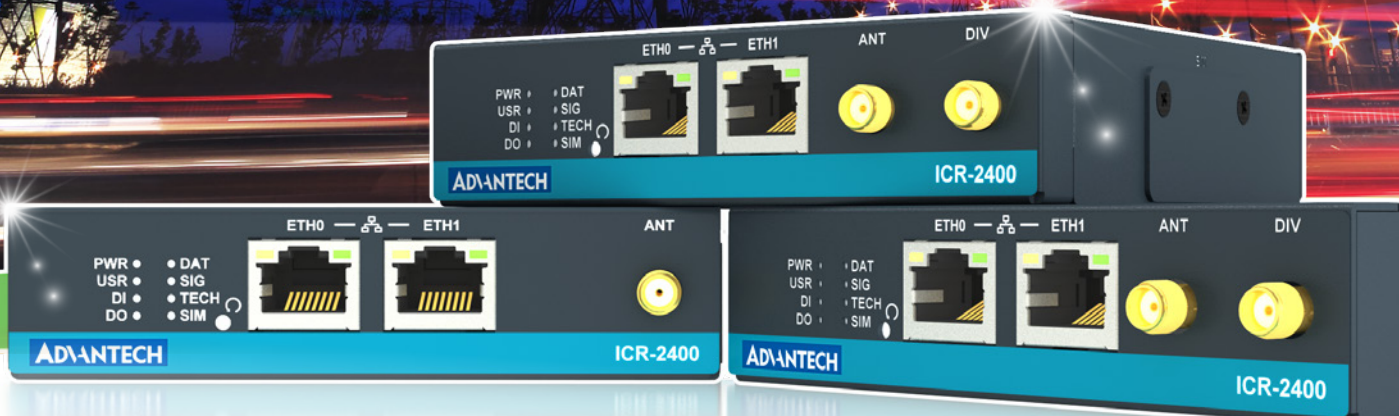 ETH0 — ETH1 ANT DIV
PWR DAT
USR SIG
DI TECH
DO SIM
ADVANTECH ICR-2400
ETH0 — ETH1 ANT
PWR DAT
USR SIG
DI TECH
DO SIM
ADVANTECH ICR-2400
ETH0 — ETH1 ANT DIV
PWR DAT
USR SIG
DI TECH
DO SIM
ADVANTECH ICR-2400